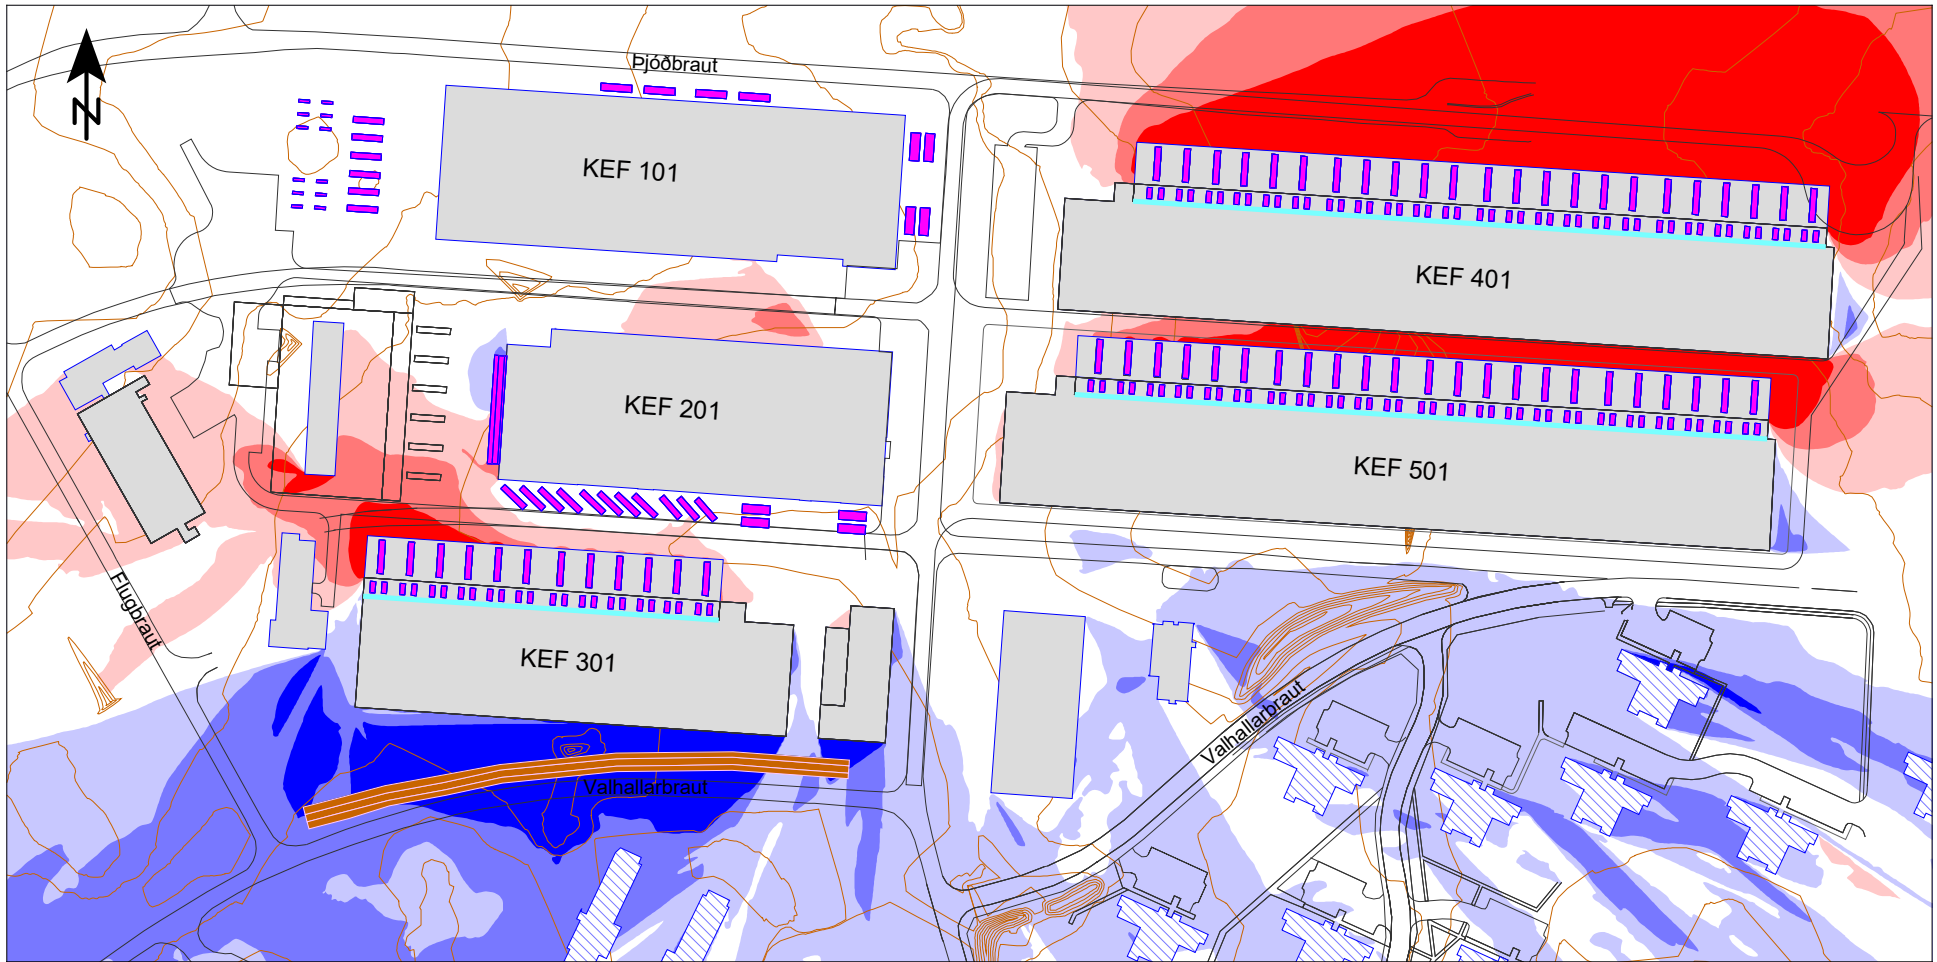 N
Þjóðbraut
KEF 101
KEF 401
KEF 201
KEF 501
Flugbraut
KEF 301
Valhallarbraut
Valhallarbraut